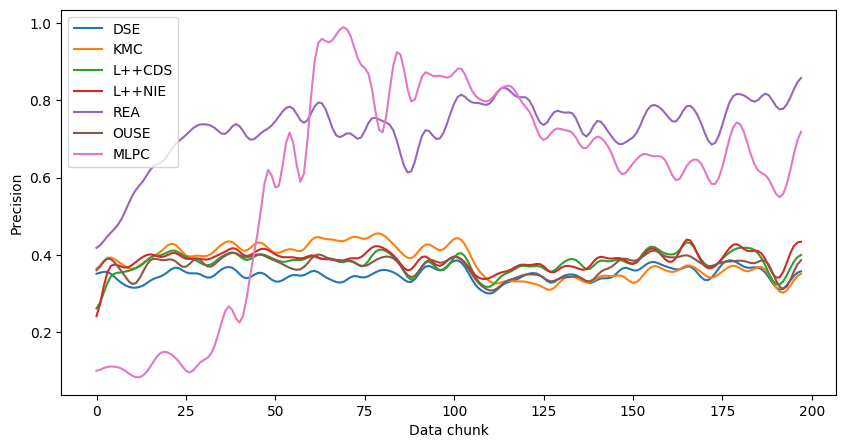 1.0
0.8
0.6
0.4
0.2
Precision
DSE
KMC
L++CDS
L++NIE
REA
OUSE
MLPC
0 25 50 75 100 125 150 175 200
Data chunk